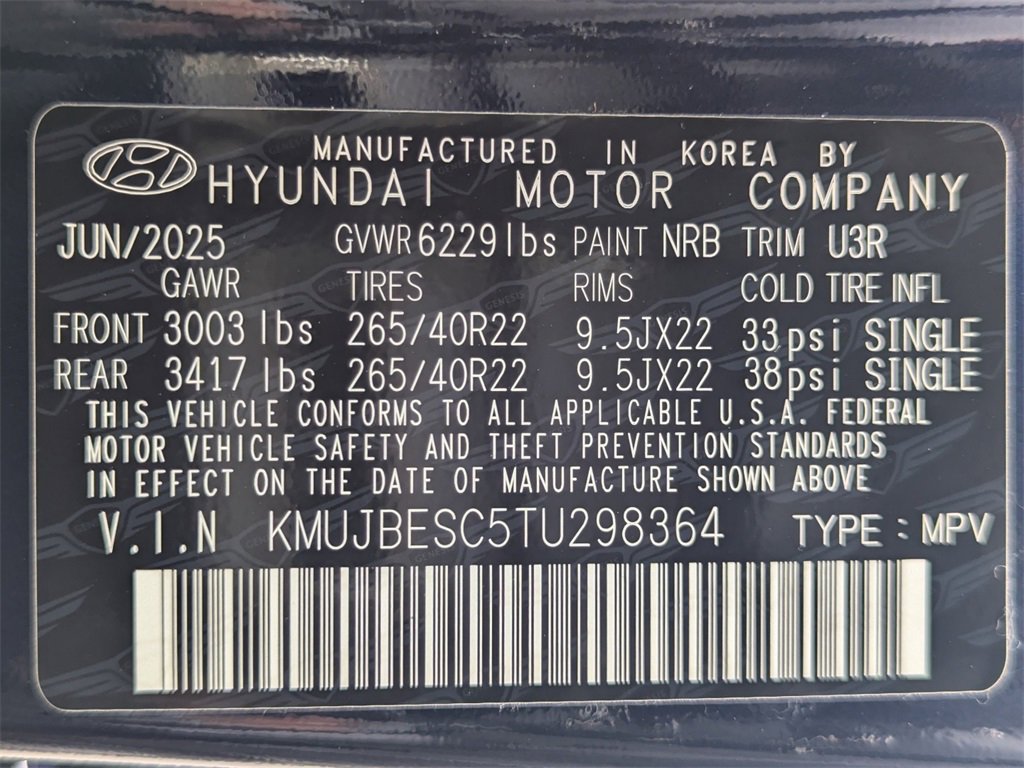 MANUFACTURED IN KOREA BY
HYUNDAI MOTOR COMPANY
JUN/2025 GVWR 6229 lbs PAINT NRB TRIM U3R
GAWR TIRES RIMS COLD TIRE INFL
FRONT 3003 lbs 265/40R22 9.5JX22 33psi SINGLE
REAR 3417 lbs 265/40R22 9.5JX22 38psi SINGLE
THIS VEHICLE CONFORMS TO ALL APPLICABLE U.S.A. FEDERAL
MOTOR VEHICLE SAFETY AND THEFT PREVENTION STANDARDS
IN EFFECT ON THE DATE OF MANUFACTURE SHOWN ABOVE
V.I.N KMUJBESC5TU298364 TYPE : MPV